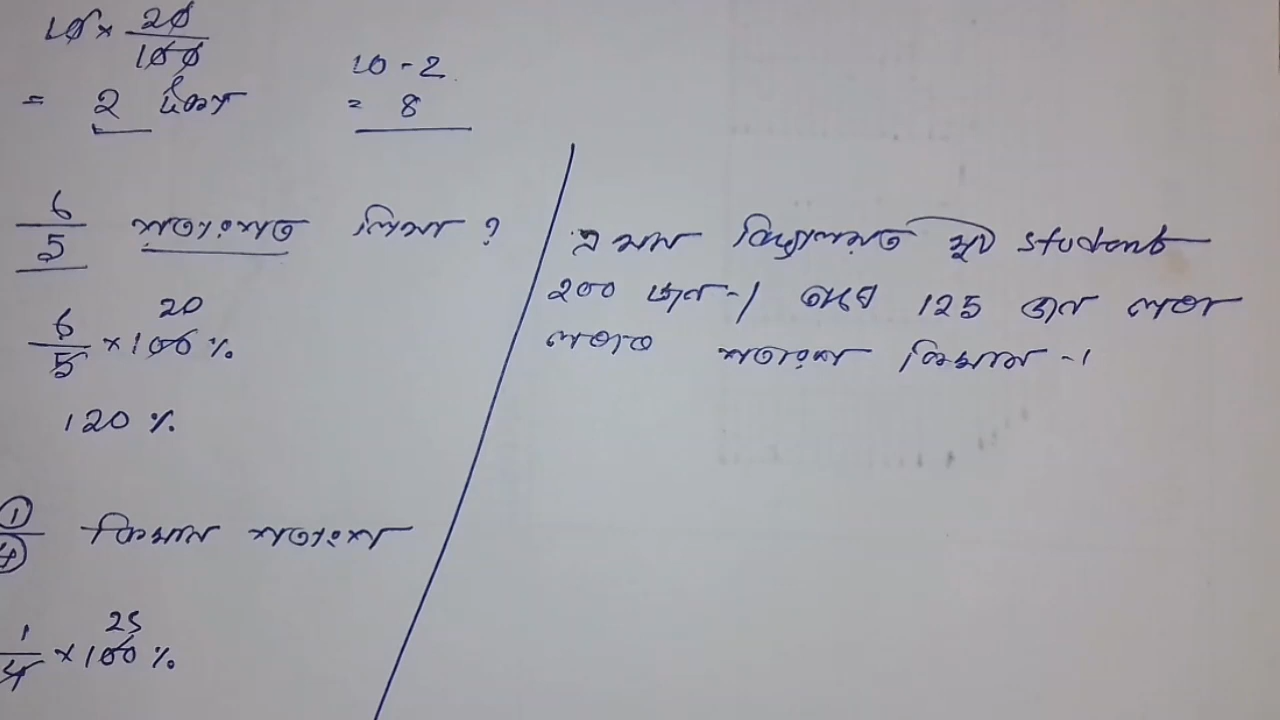 10 × 20/100
= 2 লিটাৰ
10 - 2
= 8
6/5 শতাংশত লিখা ?
6/5 × 100 % 20
120 %
1/4 কিমান শতাংশ
1/4 × 100 % 25
এখন বিদ্যালয়ত মুঠ student
200 জন। তাৰে 125 জন ল'ৰা
ল'ৰাৰ শতাংশ কিমান।